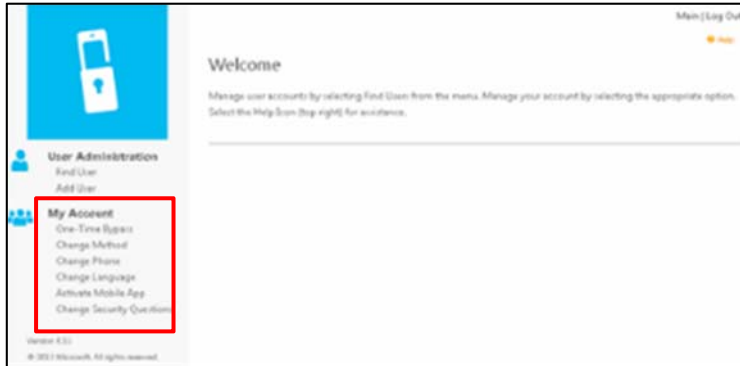 Main | Log Out
Help
Welcome
Manage user accounts by selecting Find Users from the menu. Manage your account by selecting the appropriate option.
Select the Help Icon (top right) for assistance.
User Administration
Find User
Add User
My Account
One-Time Bypass
Change Method
Change Phone
Change Language
Activate Mobile App
Change Security Questions
Version
Microsoft. All rights reserved.